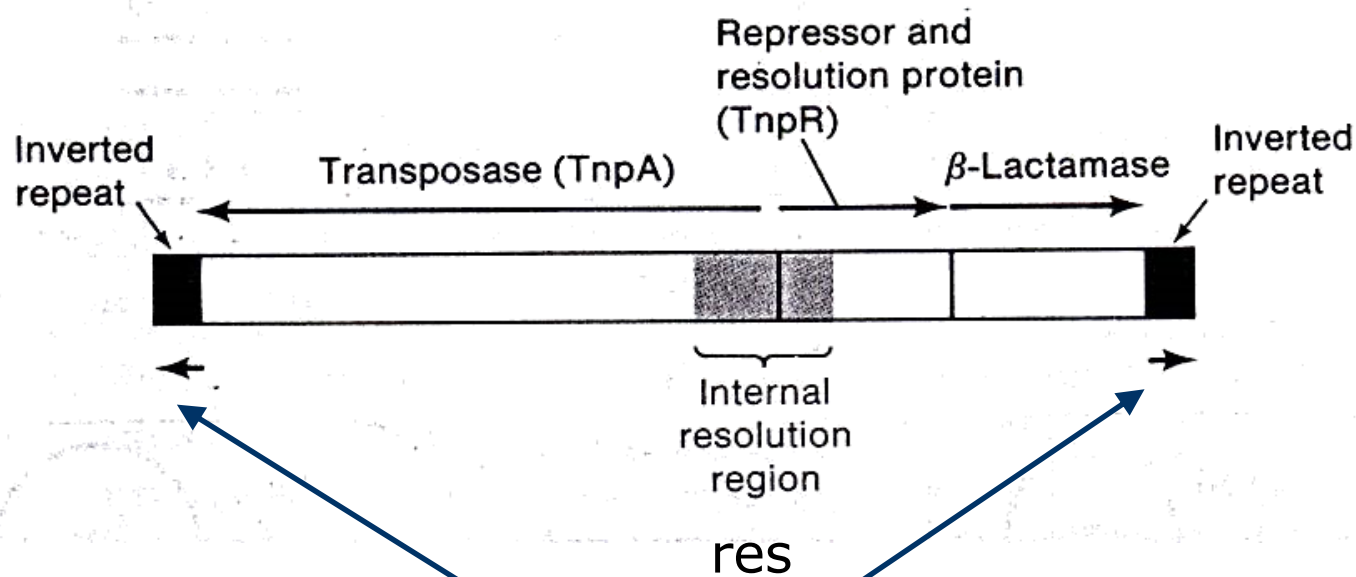 Repressor and
resolution protein
(TnpR)
Inverted
repeat
Transposase (TnpA)
β-Lactamase
Inverted
repeat
Internal
resolution
region
res